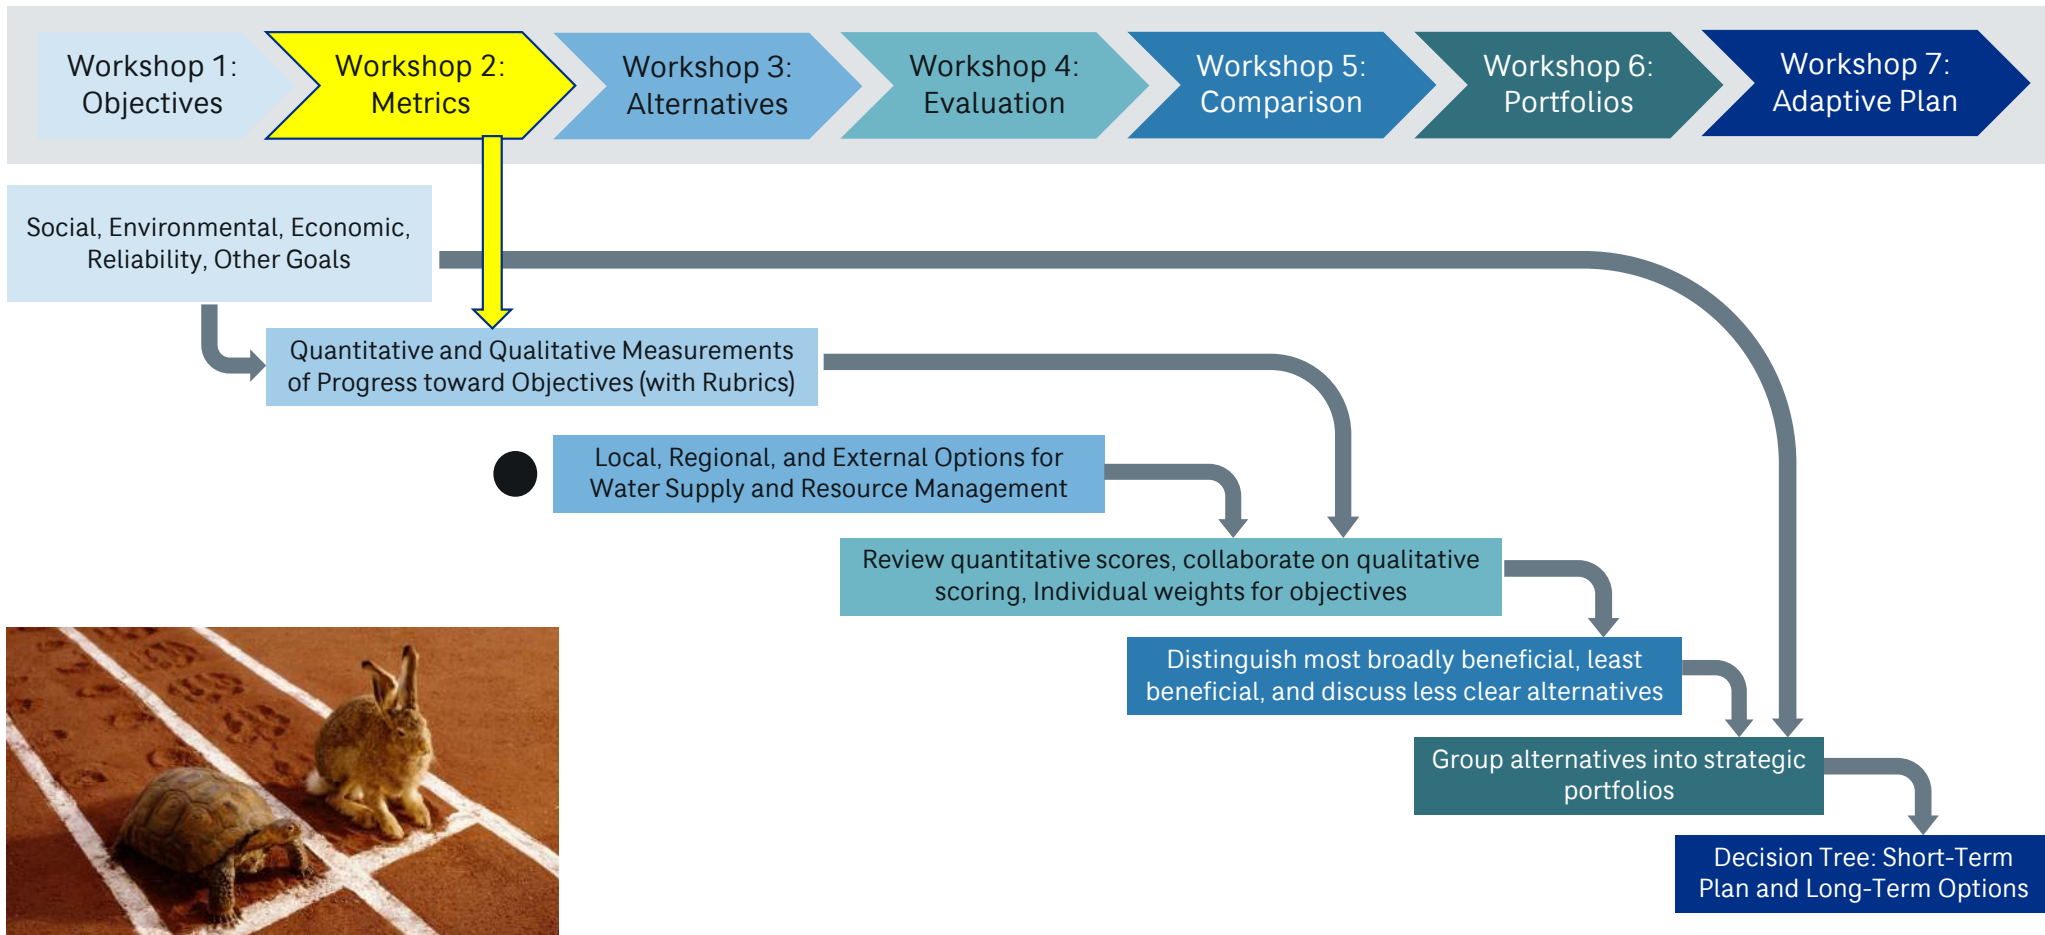 Workshop 1:
Objectives
Workshop 2:
Metrics
Workshop 3:
Alternatives
Workshop 4:
Evaluation
Workshop 5:
Comparison
Workshop 6:
Portfolios
Workshop 7:
Adaptive Plan
Social, Environmental, Economic,
Reliability, Other Goals
Quantitative and Qualitative Measurements
of Progress toward Objectives (with Rubrics)
Local, Regional, and External Options for
Water Supply and Resource Management
Review quantitative scores, collaborate on qualitative
scoring, Individual weights for objectives
Distinguish most broadly beneficial, least
beneficial, and discuss less clear alternatives
Group alternatives into strategic
portfolios
Decision Tree: Short-Term
Plan and Long-Term Options